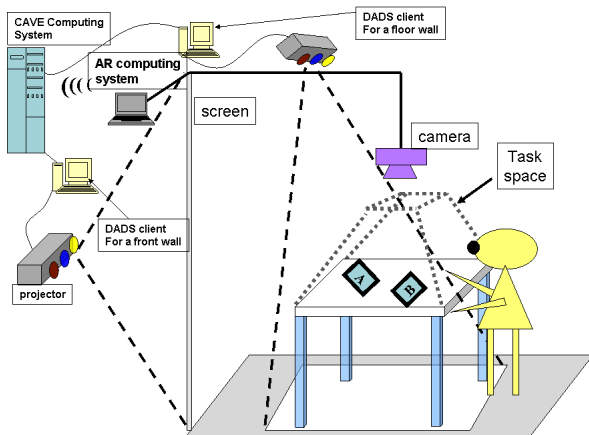 CAVE Computing
System
DADS client
For a floor wall
AR computing
system
screen
camera
Task
space
DADS client
For a front wall
projector
A
B